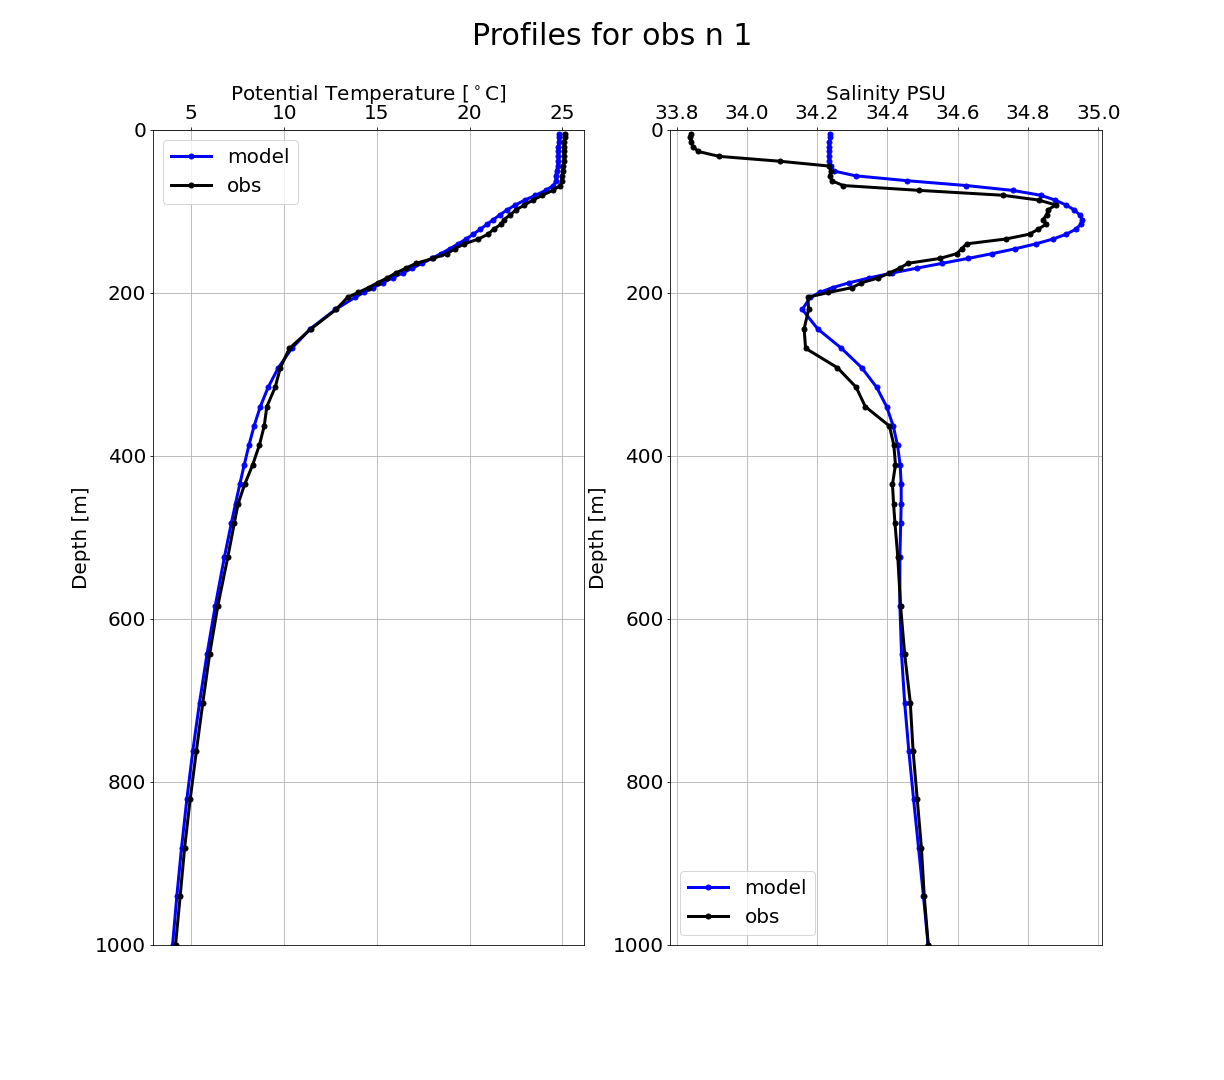 Profiles for obs n 1
Potential Temperature [°C]
5 10 15 20 25
0
200
400
600
800
1000
Depth [m]
model
obs
Salinity PSU
33.8 34.0 34.2 34.4 34.6 34.8 35.0
0
200
400
600
800
1000
Depth [m]
model
obs